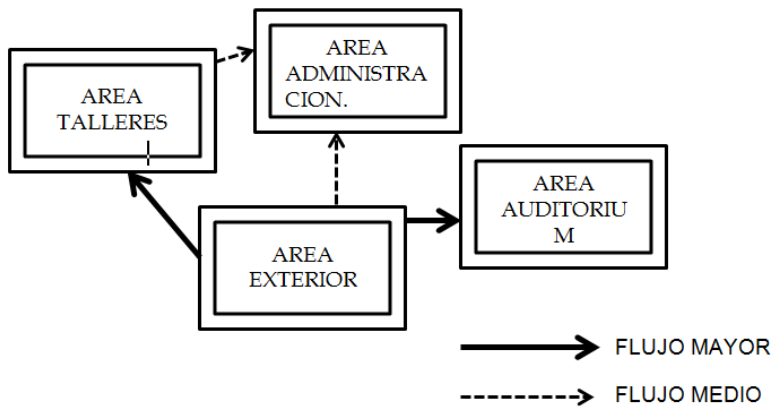 AREA
TALLERES
AREA
ADMINISTRA
CION.
AREA
AUDITORIU
M
AREA
EXTERIOR
FLUJO MAYOR
FLUJO MEDIO